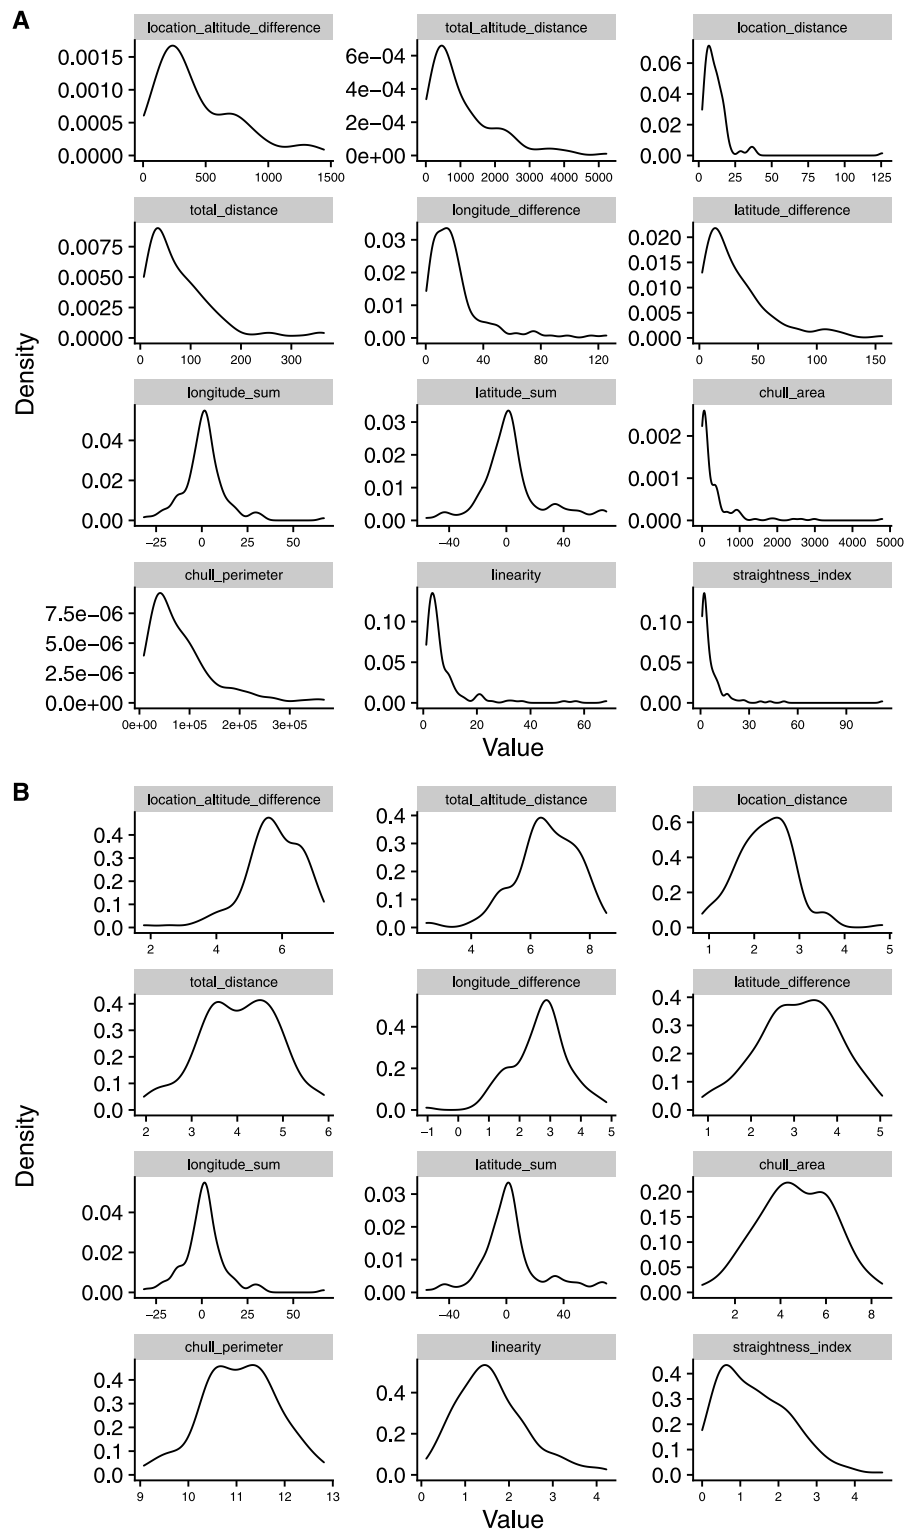 A
location_altitude_difference total_altitude_distance location_distance
0.0015 0.0010 0.0005 0.0000
0 500 1000 1500
6e−04 4e−04 2e−04 0e+00
0 1000 2000 3000 4000 5000
0.06 0.04 0.02 0.00
0 25 50 75 100 125
total_distance longitude_difference latitude_difference
0.0075 0.0050 0.0025 0.0000
0 100 200 300
0.03 0.02 0.01 0.00
0 40 80 120
0.020 0.015 0.010 0.005 0.000
0 50 100 150
Density
longitude_sum latitude_sum chull_area
0.04 0.02 0.00
−25 0 25 50
0.03 0.02 0.01 0.00
−40 0 40
0.002 0.001 0.000
0 1000 2000 3000 4000 5000
chull_perimeter linearity straightness_index
7.5e−06 5.0e−06 2.5e−06 0.0e+00
0e+00 1e+05 2e+05 3e+05
0.10 0.05 0.00
0 20 40 60
0.10 0.05 0.00
0 30 60 90
Value
B
location_altitude_difference total_altitude_distance location_distance
0.4 0.3 0.2 0.1 0.0
2 4 6
0.4 0.3 0.2 0.1 0.0
4 6 8
0.6 0.4 0.2 0.0
1 2 3 4 5
total_distance longitude_difference latitude_difference
0.4 0.3 0.2 0.1 0.0
2 3 4 5 6
0.4 0.2 0.0
−1 0 1 2 3 4 5
0.4 0.3 0.2 0.1 0.0
1 2 3 4 5
Density
longitude_sum latitude_sum chull_area
0.04 0.02 0.00
−25 0 25 50
0.03 0.02 0.01 0.00
−40 0 40
0.20 0.15 0.10 0.05 0.00
2 4 6 8
chull_perimeter linearity straightness_index
0.4 0.3 0.2 0.1 0.0
9 10 11 12 13
0.4 0.2 0.0
0 1 2 3 4
0.4 0.3 0.2 0.1 0.0
0 1 2 3 4
Value